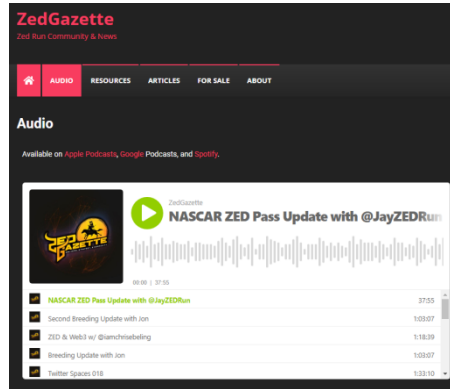 ZedGazette
Zed Run Community & News
AUDIO RESOURCES ARTICLES FOR SALE ABOUT
Audio
Available on Apple Podcasts, Google Podcasts, and Spotify.
ZED
GAZETTE
ZedGazette
NASCAR ZED Pass Update with @JayZEDRun
00:00 | 37:55
NASCAR ZED Pass Update with @JayZEDRun 37:55
Second Breeding Update with Jon 1:03:07
ZED & Web3 w/ @iamchrisebeling 1:18:39
Breeding Update with Jon 1:03:07
Twitter Spaces 018 1:33:10